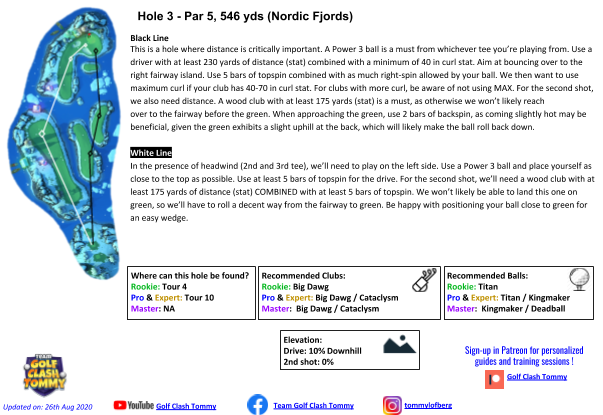 Hole 3 - Par 5, 546 yds (Nordic Fjords)
Black Line
This is a hole where distance is critically important. A Power 3 ball is a must from whichever tee you’re playing from. Use a
driver with at least 230 yards of distance (stat) combined with a minimum of 40 in curl stat. Aim at bouncing over to the
right fairway island. Use 5 bars of topspin combined with as much right-spin allowed by your ball. We then want to use
maximum curl if your club has 40-70 in curl stat. For clubs with more curl, be aware of not using MAX. For the second shot,
we also need distance. A wood club with at least 175 yards (stat) is a must, as otherwise we won’t likely reach
over to the fairway before the green. When approaching the green, use 2 bars of backspin, as coming slightly hot may be
beneficial, given the green exhibits a slight uphill at the back, which will likely make the ball roll back down.
White Line
In the presence of headwind (2nd and 3rd tee), we’ll need to play on the left side. Use a Power 3 ball and place yourself as
close to the top as possible. Use at least 5 bars of topspin for the drive. For the second shot, we’ll need a wood club with at
least 175 yards of distance (stat) COMBINED with at least 5 bars of topspin. We won’t likely be able to land this one on
green, so we’ll have to roll a decent way from the fairway to green. Be happy with positioning your ball close to green for
an easy wedge.
Where can this hole be found?
Rookie: Tour 4
Pro & Expert: Tour 10
Master: NA
Recommended Clubs:
Rookie: Big Dawg
Pro & Expert: Big Dawg / Cataclysm
Master: Big Dawg / Cataclysm
Recommended Balls:
Rookie: Titan
Pro & Expert: Titan / Kingmaker
Master: Kingmaker / Deadball
Elevation:
Drive: 10% Downhill
2nd shot: 0%
Sign-up in Patreon for personalized
guides and training sessions !
Golf Clash Tommy
TEAM
GOLF
CLASH
TOMMY
Updated on: 26th Aug 2020
YouTube Golf Clash Tommy
Team Golf Clash Tommy
tommylofberg